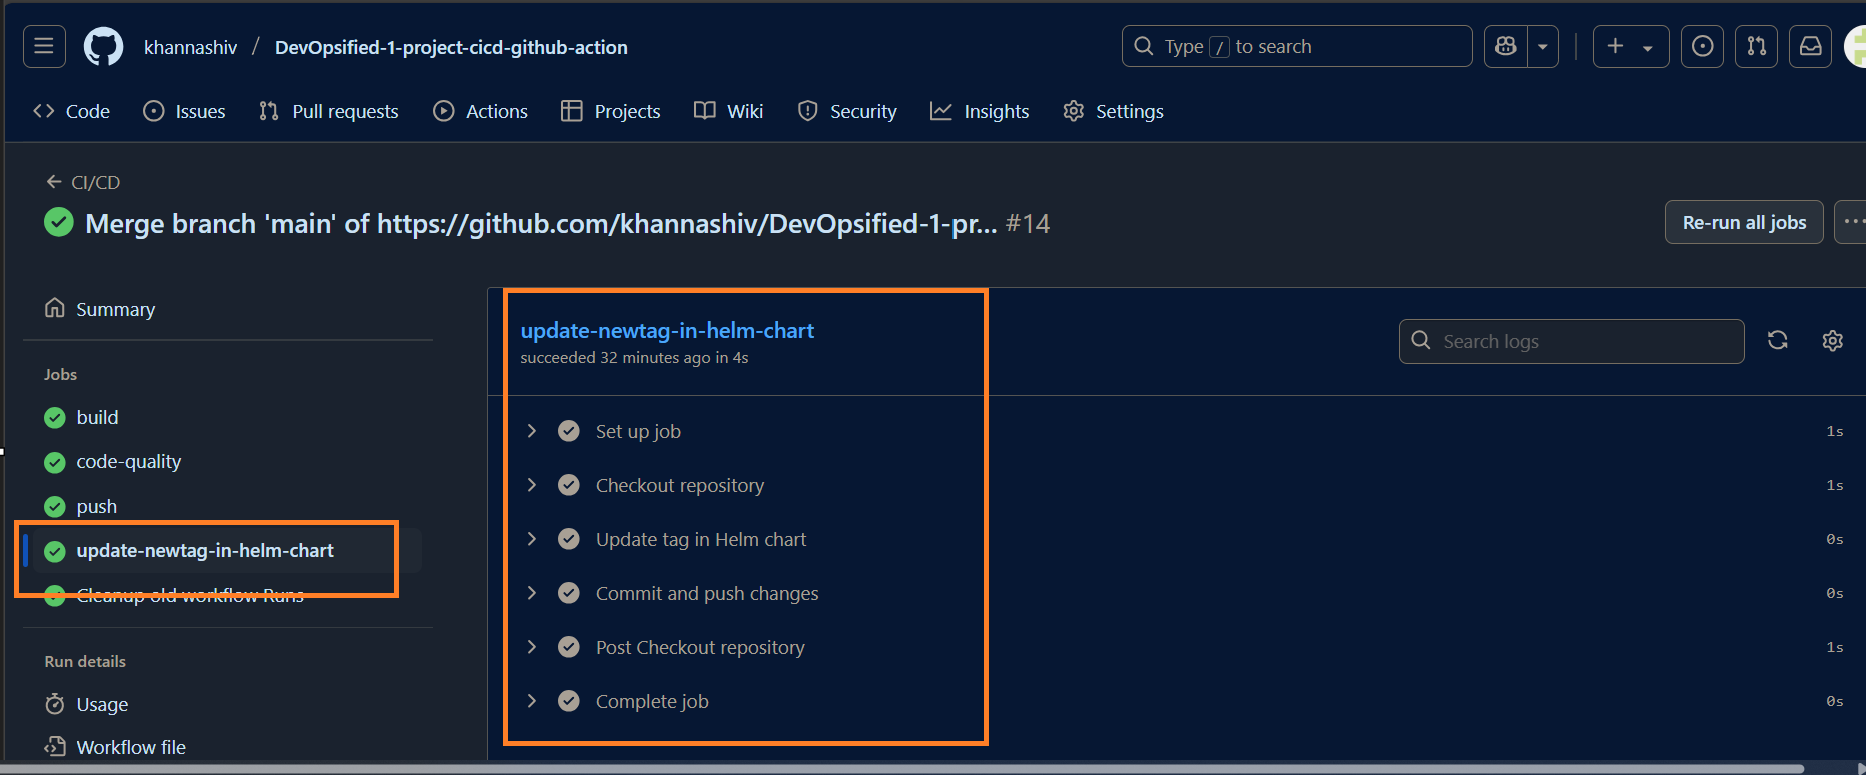 khannashiv / DevOpsified-1-project-cicd-github-action
Type / to search
Code Issues Pull requests Actions Projects Wiki Security Insights Settings
CI/CD
Merge branch 'main' of https://github.com/khannashiv/DevOpsified-1-pr... #14
Re-run all jobs
Summary
Jobs
build
code-quality
push
update-newtag-in-helm-chart
Cleanup old workflow Runs
Run details
Usage
Workflow file
update-newtag-in-helm-chart
succeeded 32 minutes ago in 4s
Search logs
Set up job 1s
Checkout repository 1s
Update tag in Helm chart 0s
Commit and push changes 0s
Post Checkout repository 1s
Complete job 0s